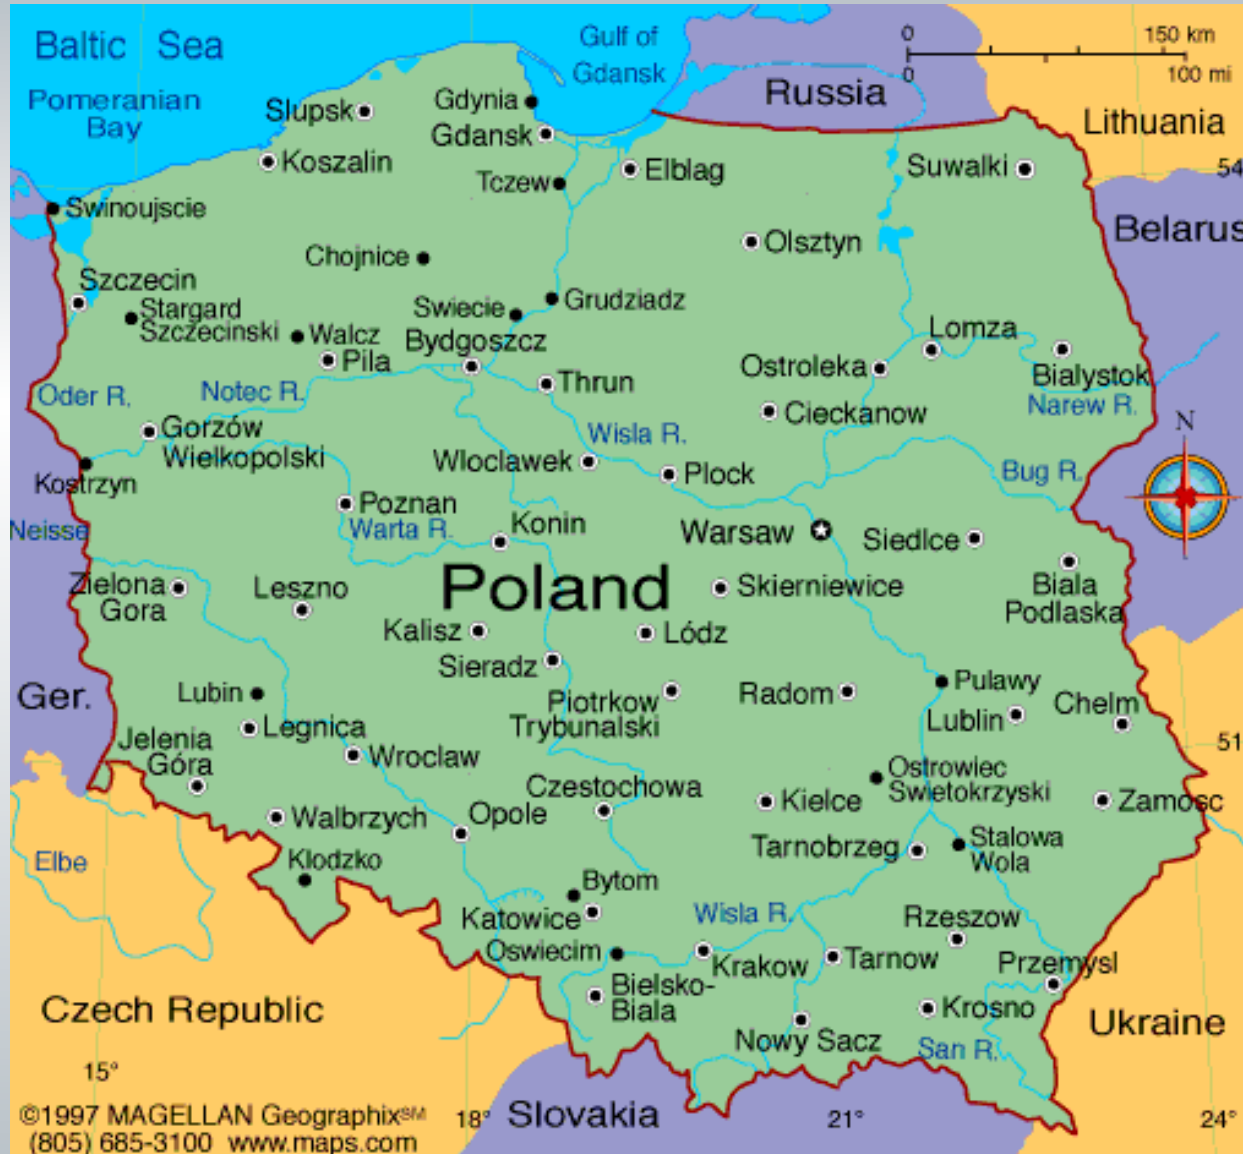 Baltic Sea
Gulf of
Gdansk
0
150 km
0
100 mi
Pomeranian
Bay
Russia
Lithuania
Slupsk
Gdynia
Gdansk
Koszalin
Tczew
Elblag
Suwalki
54
Swinoujscie
Belarus
Olsztyn
Chojnice
Szczecin
Stargard
Szczecinski
Swiecie
Grudziadz
Walcz
Bydgoszcz
Lomza
Pila
Ostroleka
Bialystok
Thrun
Oder R.
Notec R.
Narew R.
Cieckanow
N
Gorzów
Wielkopolski
Wisla R.
Wloclawek
Plock
Bug R.
Kostrzyn
Poznan
Neisse
Warta R.
Konin
Warsaw
Siedlce
Zielona
Gora
Leszno
Poland
Skierniewice
Biala
Podlaska
Kalisz
Lódz
Sieradz
Ger.
Lubin
Piotrkow
Trybunalski
Radom
Pulawy
Lublin
Chelm
Legnica
Jelenia
Góra
Wroclaw
51
Czestochowa
Ostrowiec
Swietokrzyski
Kielce
Zamosc
Walbrzych
Opole
Tarnobrzeg
Stalowa
Wola
Elbe
Klodzko
Bytom
Katowice
Wisla R.
Rzeszow
Oswiecim
Krakow
Tarnow
Przemysl
Bielsko-
Biala
Krosno
Czech Republic
Nowy Sacz
San R.
Ukraine
15°
18°
Slovakia
21°
24°
©1997 MAGELLAN Geographix℠
(805) 685-3100 www.maps.com